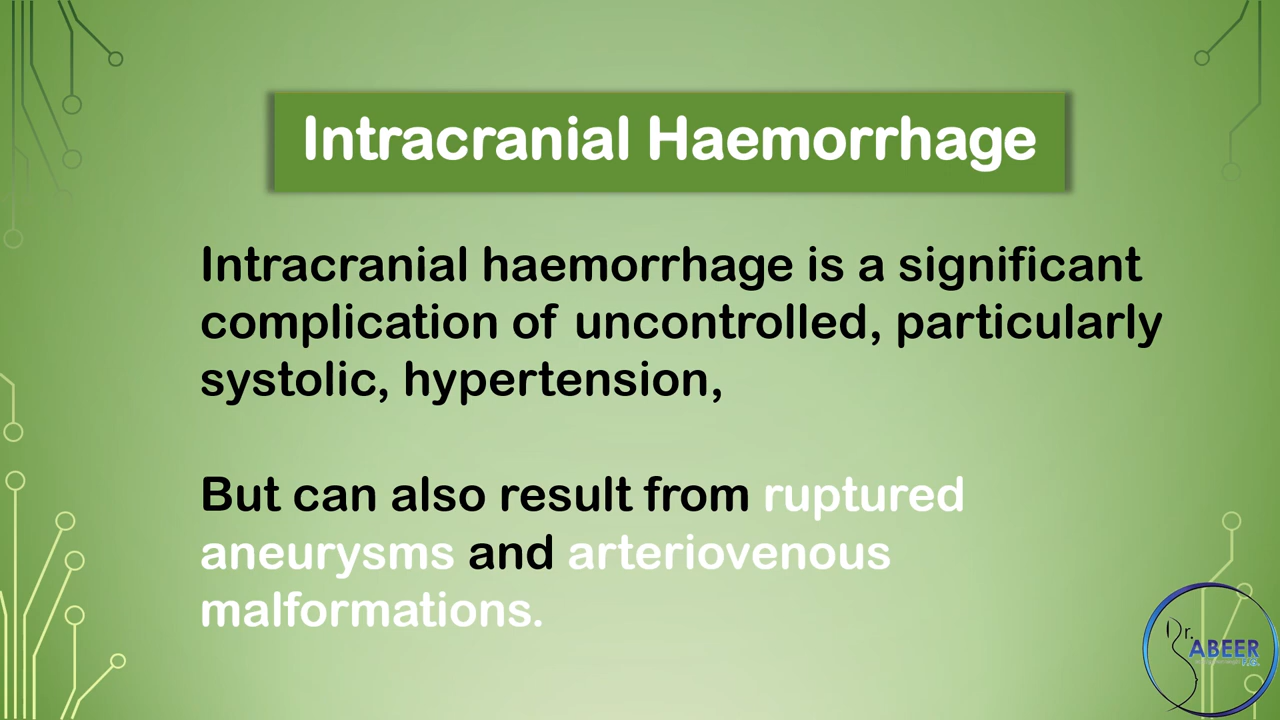 Intracranial Haemorrhage
Intracranial haemorrhage is a significant
complication of uncontrolled, particularly
systolic, hypertension,
But can also result from ruptured
aneurysms and arteriovenous
malformations.
Dr.
ABEER